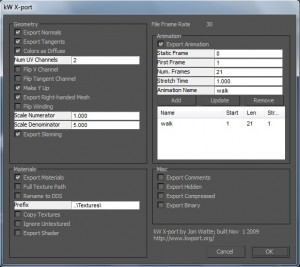 kW X-port
Geometry
Export Normals
Export Tangents
Colors as Diffuse
Num UV Channels 2
Flip V Channel
Flip Tangent Channel
Make Y Up
Export Right-handed Mesh
Flip Winding
Scale Numerator 1.000
Scale Denominator 5.000
Export Skinning
Materials
Export Materials
Full Texture Path
Rename to DDS
Prefix ..\Textures\
Copy Textures
Ignore Untextured
Export Shader
File Frame Rate 30
Animation
Export Animation
Static Frame 0
First Frame 1
Num. Frames 21
Stretch Time 1.000
Animation Name walk
Add Update Remove
Name Start Len Str...
walk 1 21 1
Misc
Export Comments
Export Hidden
Export Compressed
Export Binary
kW X-port by Jon Watte; built Nov 1 2009
http://www.kwxport.org/
Cancel OK